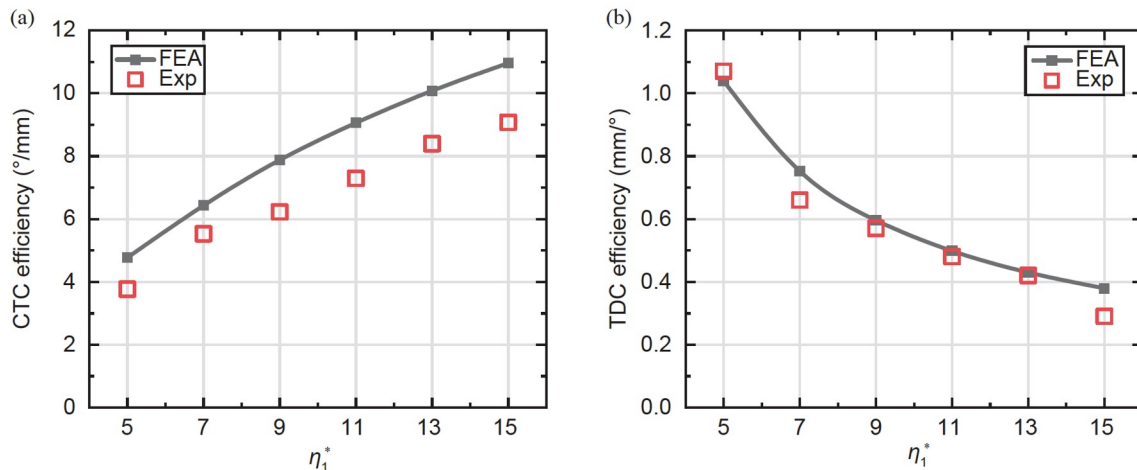 (a)
CTC efficiency (°/mm)
12
10
8
6
4
2
0
FEA
Exp
5 7 9 11 13 15
η₁*
(b)
TDC efficiency (mm/°)
1.2
1.0
0.8
0.6
0.4
0.2
0.0
FEA
Exp
5 7 9 11 13 15
η₁*